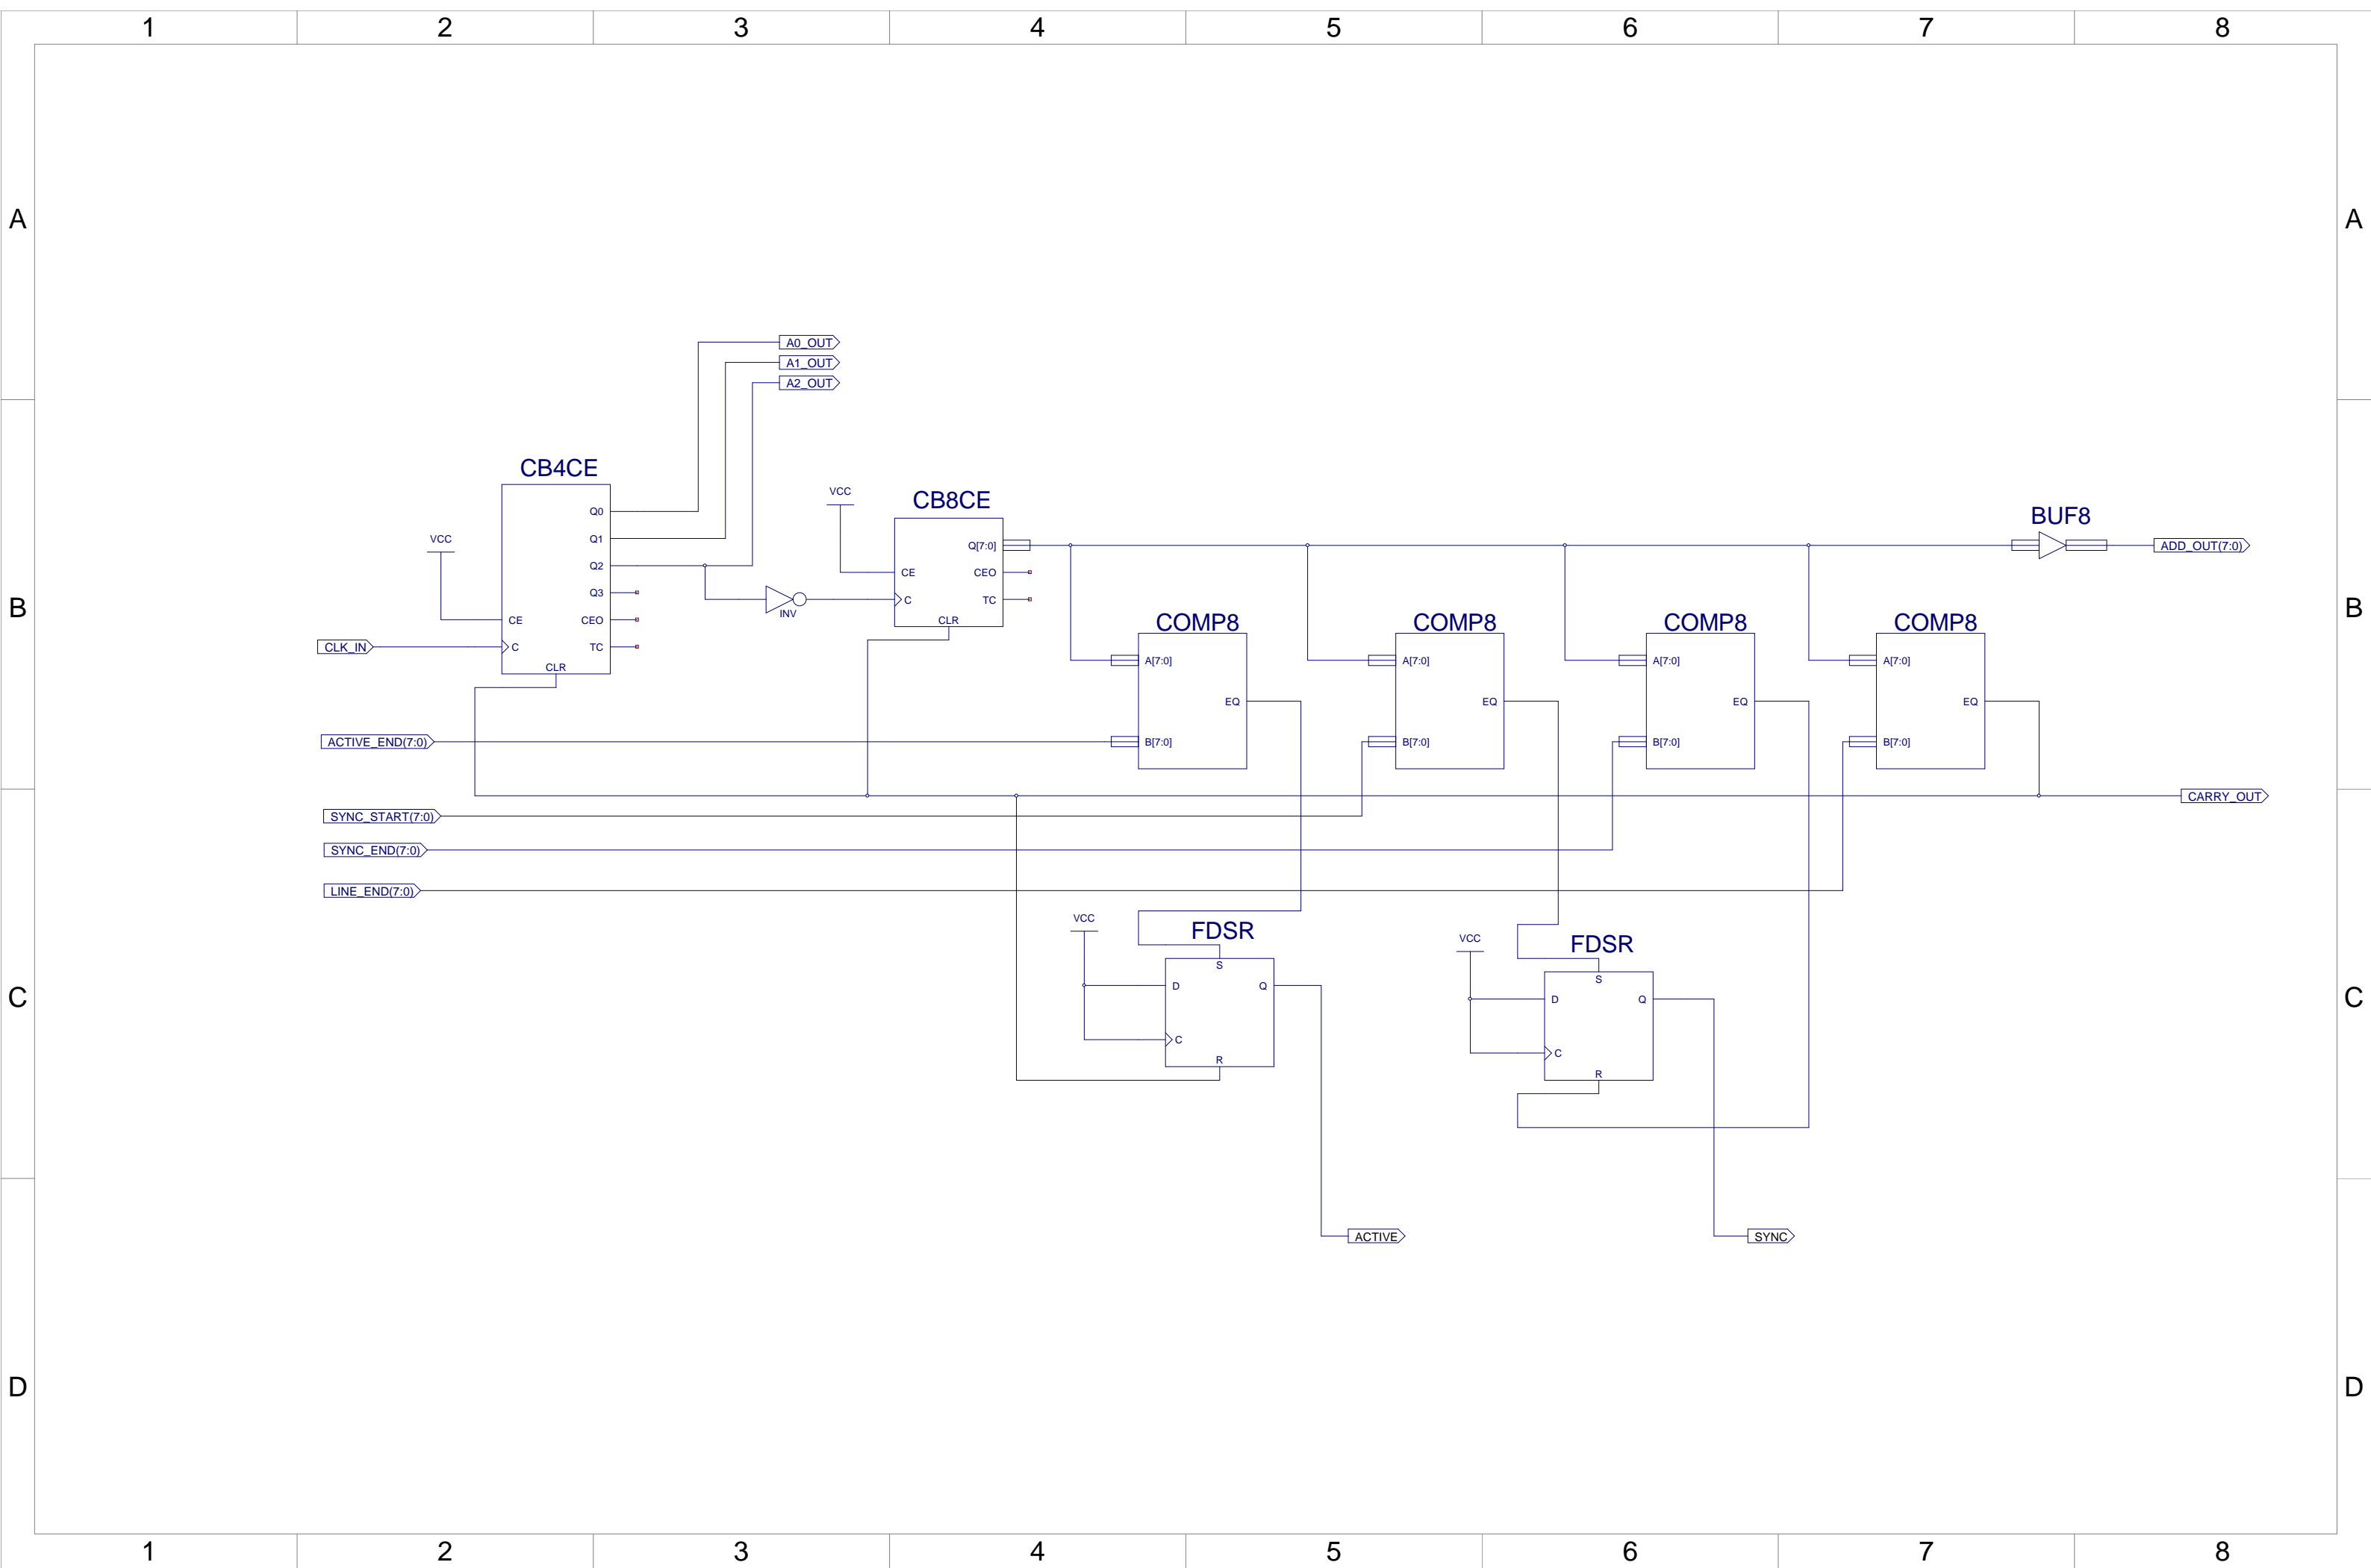 1 2 3 4 5 6 7 8
A A
A0_OUT
A1_OUT
A2_OUT
CB4CE
VCC
CB8CE
Q0
BUF8
VCC
Q1
Q[7:0]
ADD_OUT(7:0)
Q2
CE
CEO
Q3
C
TC
B B
INV
CE
CEO
CLR
COMP8 COMP8 COMP8 COMP8
CLK_IN
C
TC
CLR
A[7:0] A[7:0] A[7:0] A[7:0]
EQ EQ EQ EQ
ACTIVE_END(7:0)
B[7:0] B[7:0] B[7:0] B[7:0]
CARRY_OUT
SYNC_START(7:0)
SYNC_END(7:0)
LINE_END(7:0)
VCC
FDSR
VCC
FDSR
S
S
D Q
D Q
C C
C
C
R
R
ACTIVE
SYNC
D D
1 2 3 4 5 6 7 8